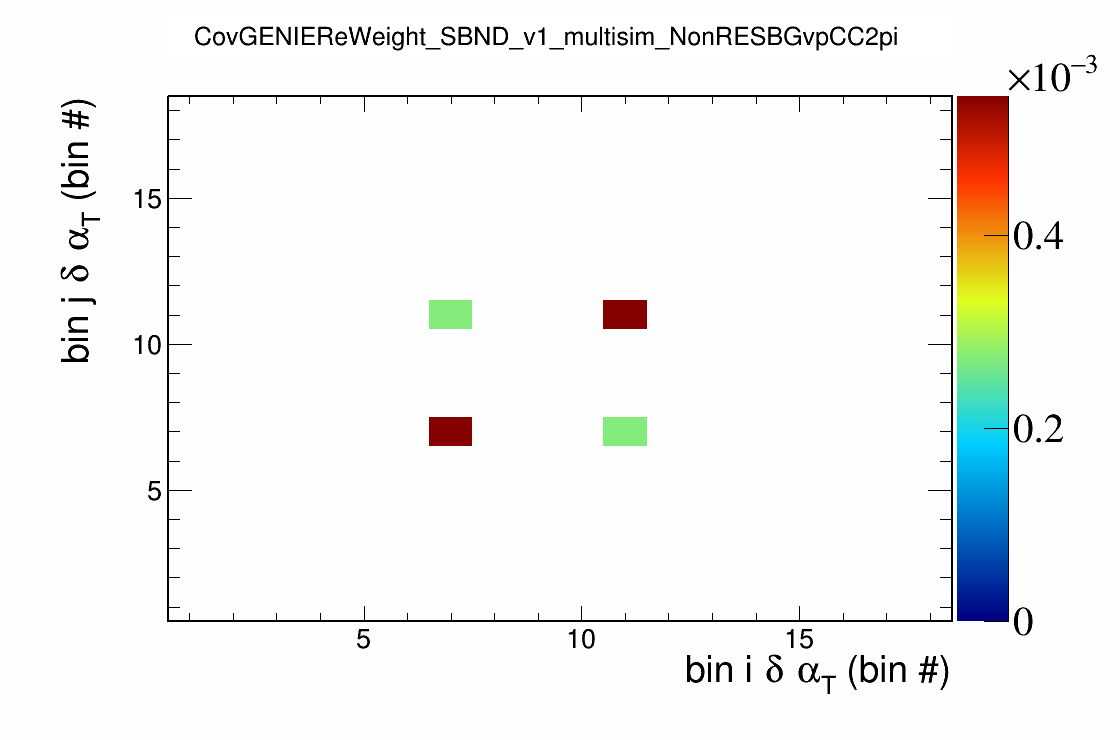 CovGENIEReWeight_SBND_v1_multisim_NonRESBGvpCC2pi
×10⁻³
bin j δ α_T (bin #)
15
10
5
0.4
0.2
0
5 10 15
bin i δ α_T (bin #)